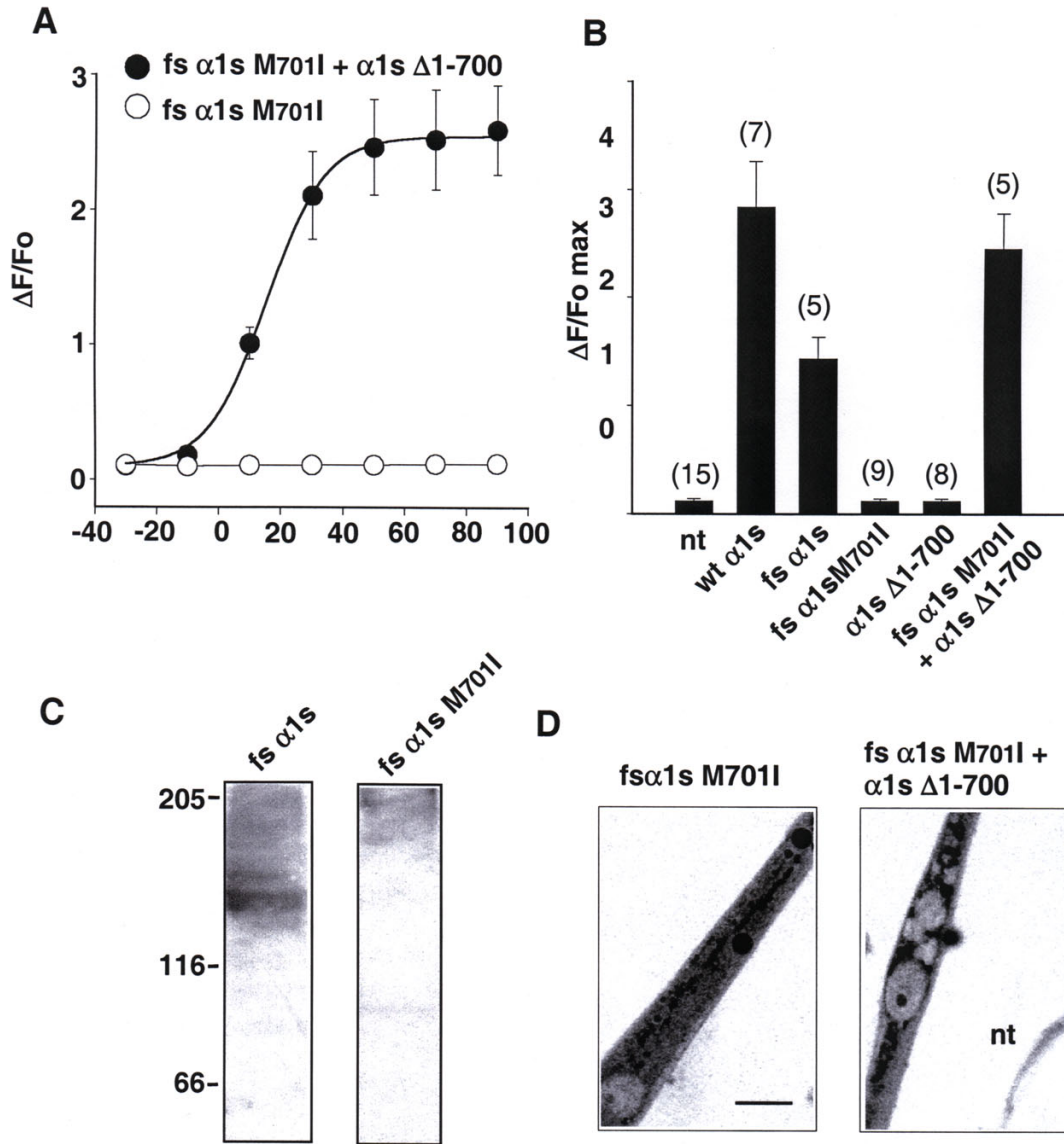 A
fs α1s M701I + α1s Δ1-700
fs α1s M701I
3
2
1
0
ΔF/Fo
-40 -20 0 20 40 60 80 100
B
4
3
2
1
0
ΔF/Fo max
(15)
(7)
(5)
(9)
(8)
(5)
nt
wt α1s
fs α1s
fs α1sM701I
α1s Δ1-700
fs α1s M701I
+ α1s Δ1-700
C
fs α1s
fs α1s M701I
205-
116-
66-
D
fsα1s M701I
fs α1s M701I +
α1s Δ1-700
nt